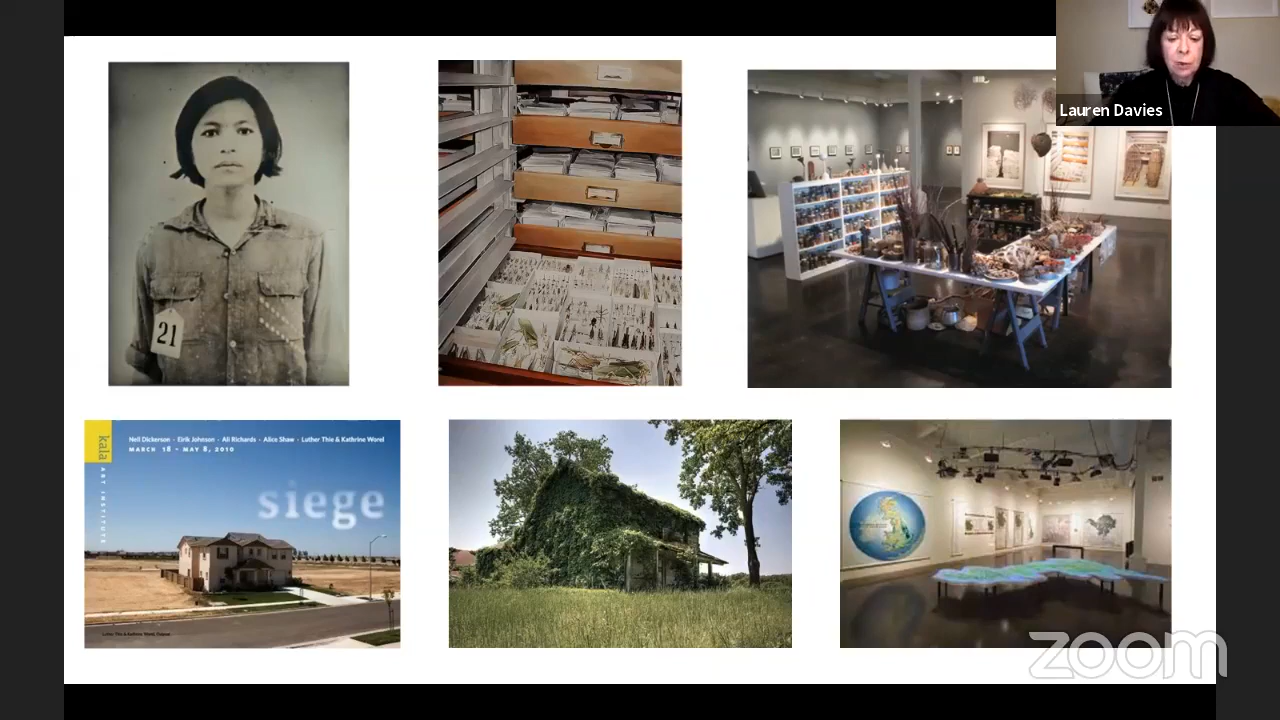 Lauren Davies
21
kala
ART INSTITUTE
Neil Dickerson · Eirik Johnson · Ali Richards · Alice Shaw · Luther Thie & Kathrine Worel
MARCH 18 - MAY 8, 2010
siege
zoom